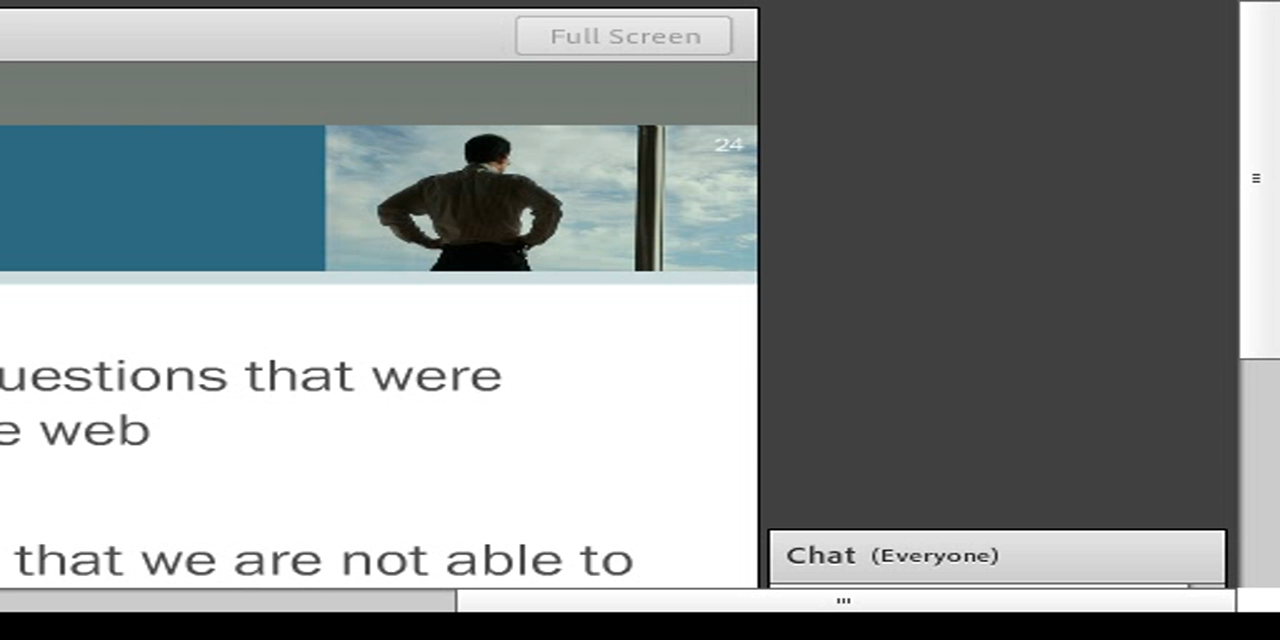 Full Screen
24
uestions that were
e web
that we are not able to
Chat (Everyone)